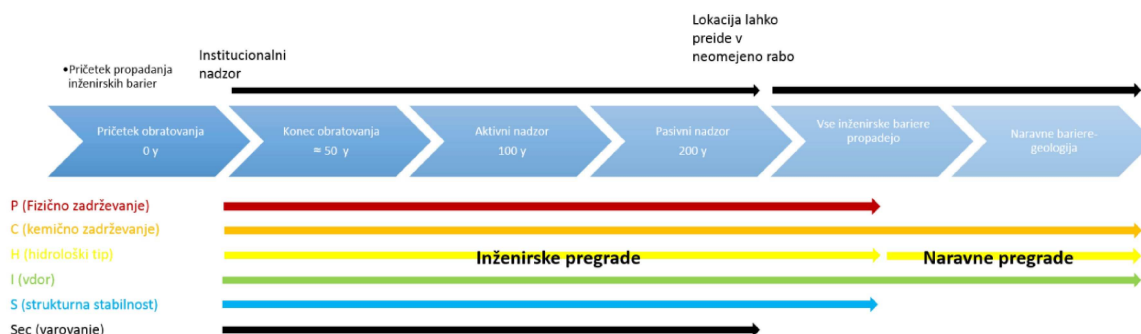 Lokacija lahko
preide v
neomejeno rabo
Institucionalni
nadzor
•Pričetek propadanja
inženirskih barier
Pričetek obratovanja
0 y
Konec obratovanja
≈ 50 y
Aktivni nadzor
100 y
Pasivni nadzor
200 y
Vse inženirske bariere
propadejo
Naravne bariere-
geologija
P (Fizično zadrževanje)
C (kemično zadrževanje)
H (hidrološki tip)
Inženirske pregrade
Naravne pregrade
I (vdor)
S (strukturna stabilnost)
Sec (varovanje)